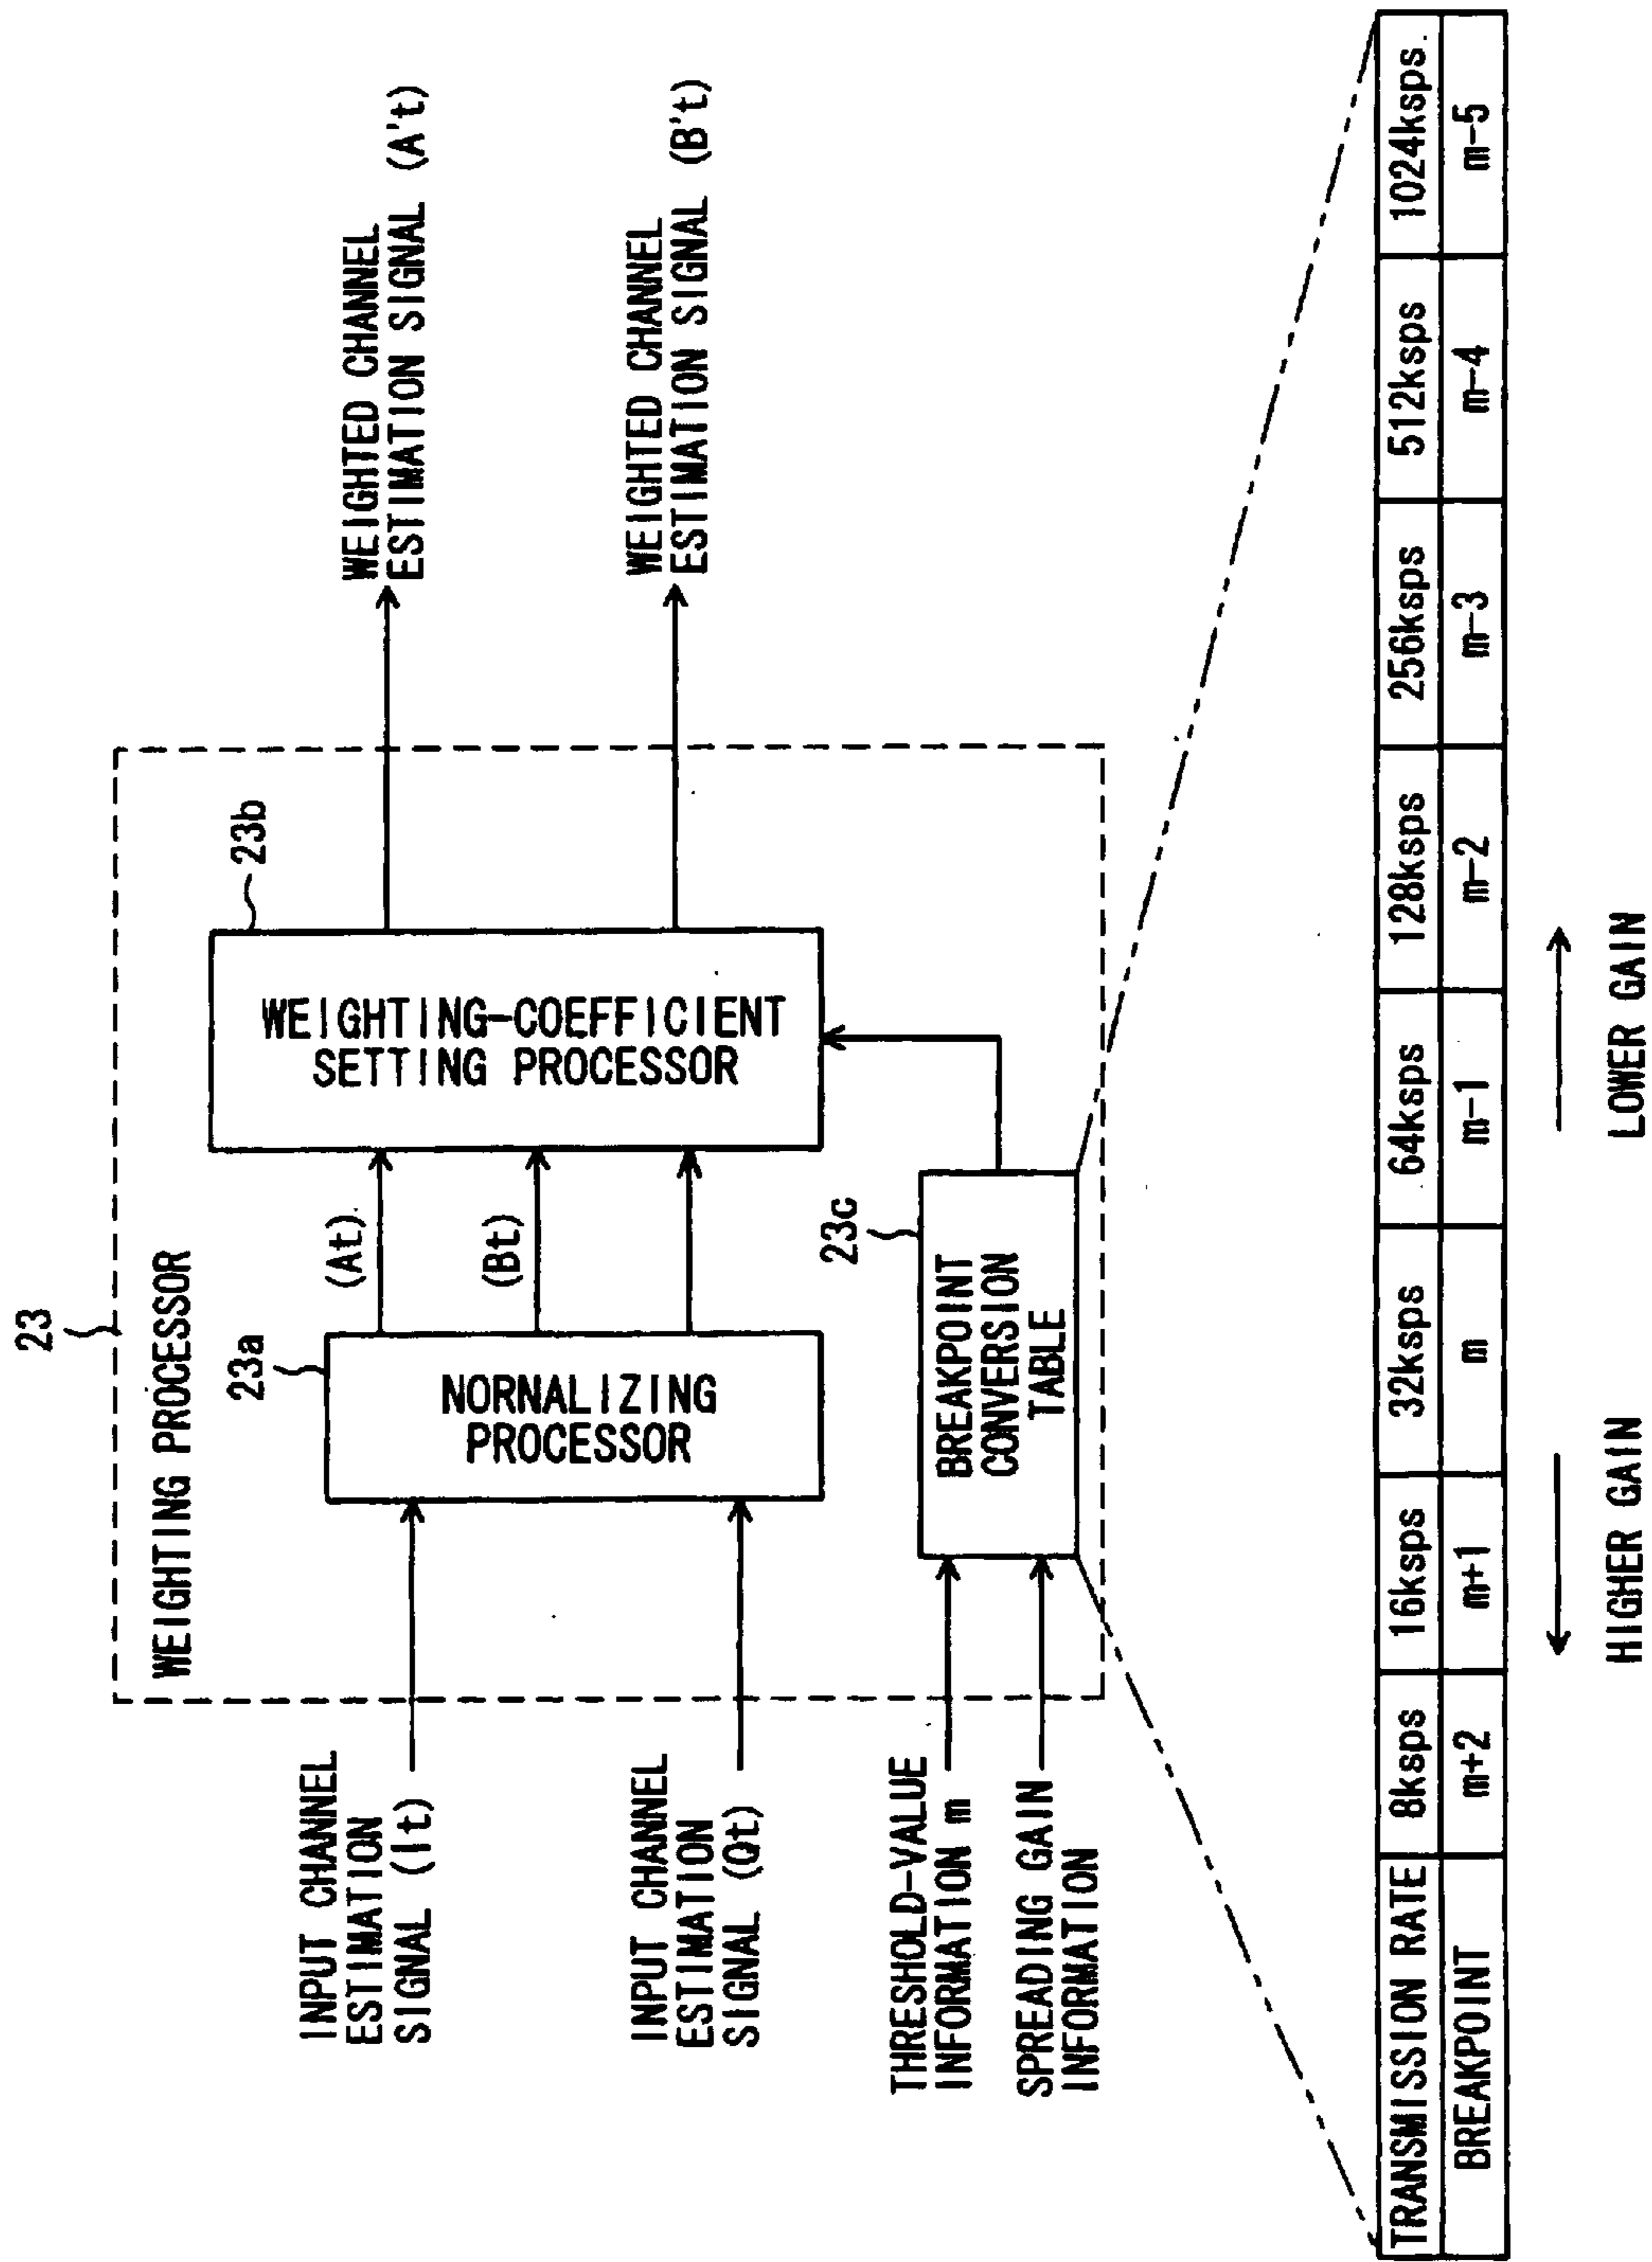 23
WEIGHTING PROCESSOR
INPUT CHANNEL
ESTIMATION
SIGNAL (It)
INPUT CHANNEL
ESTIMATION
SIGNAL (Qt)
23a
NORNALIZING
PROCESSOR
(At)
(Bt)
23b
WEIGHTING-COEFFICIENT
SETTING PROCESSOR
WEIGHTED CHANNEL
ESTIMATION SIGNAL (A't)
WEIGHTED CHANNEL
ESTIMATION SIGNAL (B't)
THRESHOLD-VALUE
INFORMATION m
SPREADING GAIN
INFORMATION
23c
BREAKPOINT
CONVERSION
TABLE
TRANSMISSION RATE 8ksps 16ksps 32ksps 64ksps 128ksps 256ksps 512ksps 1024ksps
BREAKPOINT m+2 m+1 m m-1 m-2 m-3 m-4 m-5
HIGHER GAIN
LOWER GAIN